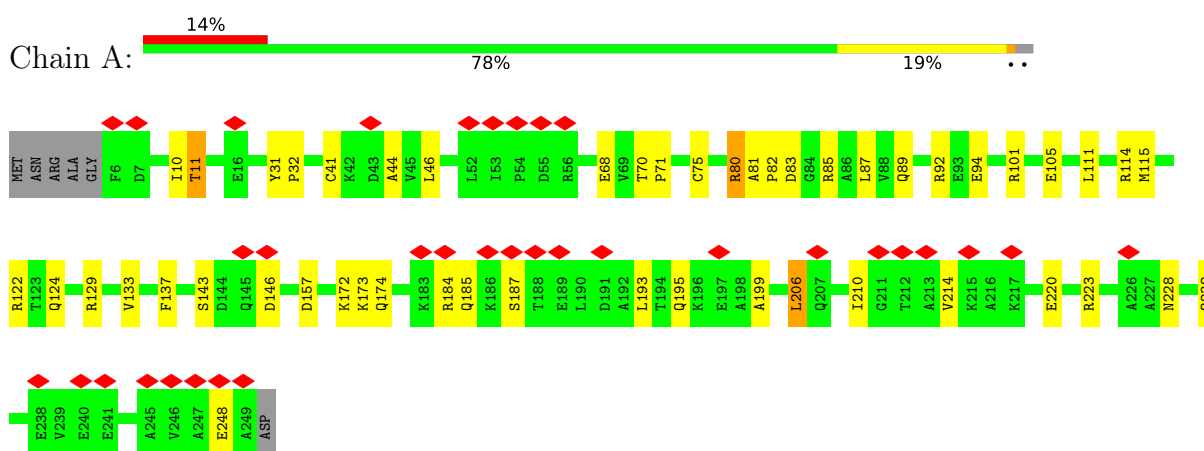 14%
Chain A:
78% 19% • •
MET ASN ARG ALA GLY F6 D7 I10 T11 E16 Y31 P32 C41 K42 D43 A44 V45 L46 L52 I53 P54 D55 R56 E68 V69 T70 P71 C75 R80 A81 P82 D83 G84 R85 A86 L87 V88 Q89 R92 E93 E94 R101 E105 L111 R114 M115
R122 T123 Q124 R129 V133 F137 S143 D144 Q145 D146 D157 K172 K173 Q174 K183 R184 Q185 K186 S187 T188 E189 L190 D191 A192 L193 T194 Q195 K196 E197 A198 A199 L206 Q207 I210 G211 T212 A213 V214 K215 A216 K217 E220 R223 A226 A227 N228
E238 V239 E240 E241 A245 V246 A247 E248 A249 ASP